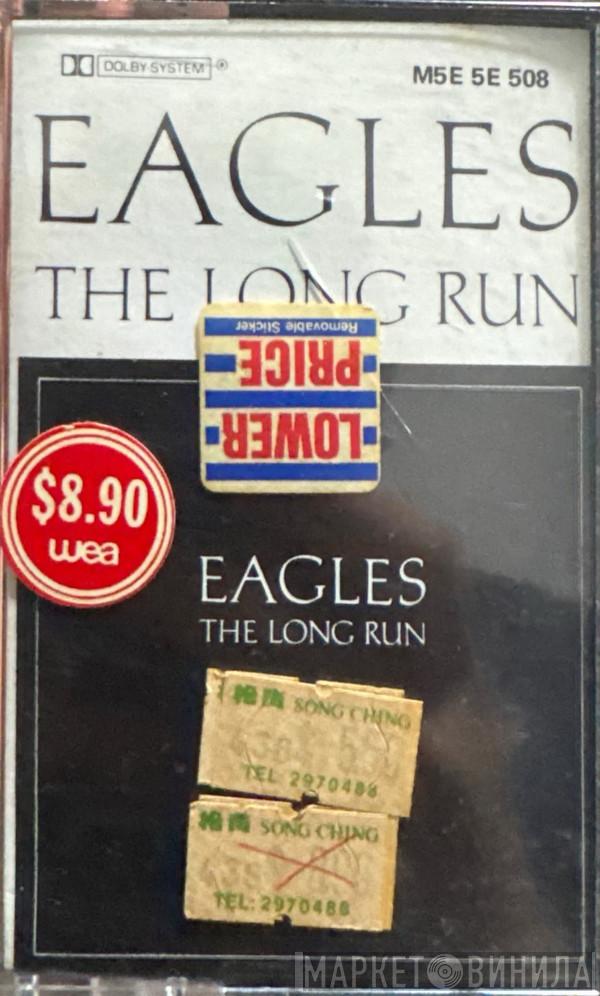 DOLBY SYSTEM
M5E 5E 508
EAGLES
THE LONG RUN
LOWER
PRICE
Removable Sticker
$8.90
wea
EAGLES
THE LONG RUN
SONG CHING
TEL 2970488
SONG CHING
TEL: 2970488
МАРКЕТ ВИНИЛА